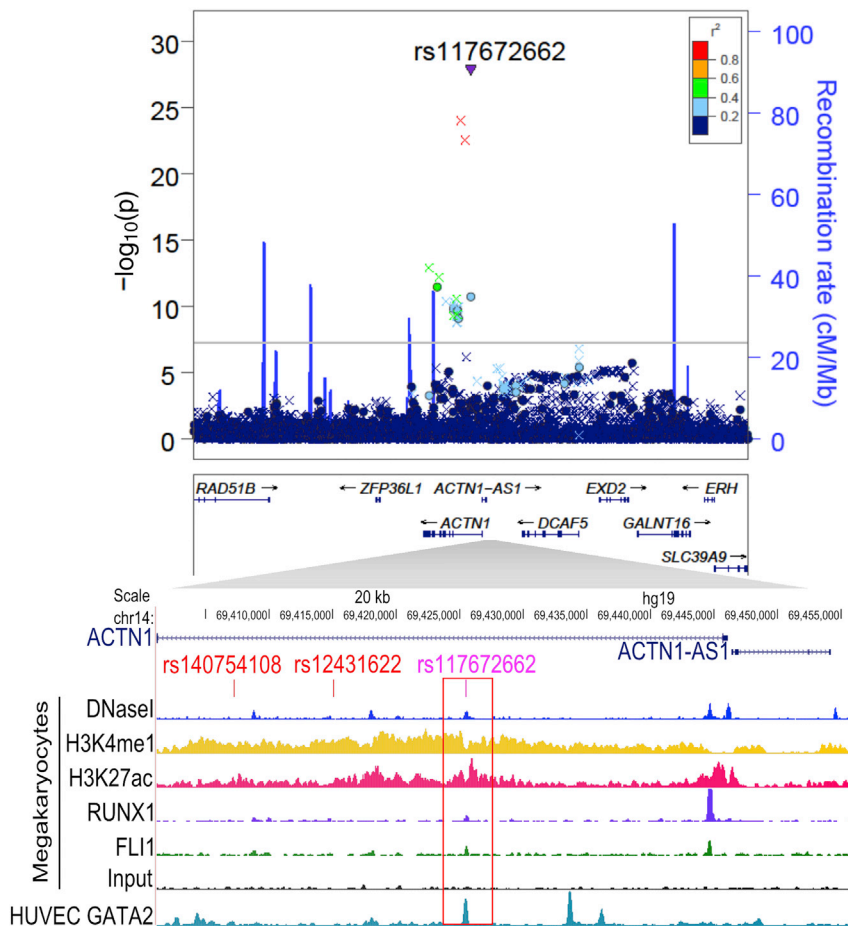 30
25
20
15
10
5
0
−log10(p)
rs117672662
r²
0.8
0.6
0.4
0.2
100
80
60
40
20
0
Recombination rate (cM/Mb)
RAD51B → ← ZFP36L1 ACTN1−AS1 → EXD2 → ← ERH
← ACTN1 ← DCAF5 GALNT16 →
SLC39A9 →
Scale 20 kb hg19
chr14: 69,410,000 69,415,000 69,420,000 69,425,000 69,430,000 69,435,000 69,440,000 69,445,000 69,450,000 69,455,000
ACTN1
ACTN1-AS1
rs140754108 rs12431622 rs117672662
Megakaryocytes
DNaseI
H3K4me1
H3K27ac
RUNX1
FLI1
Input
HUVEC GATA2